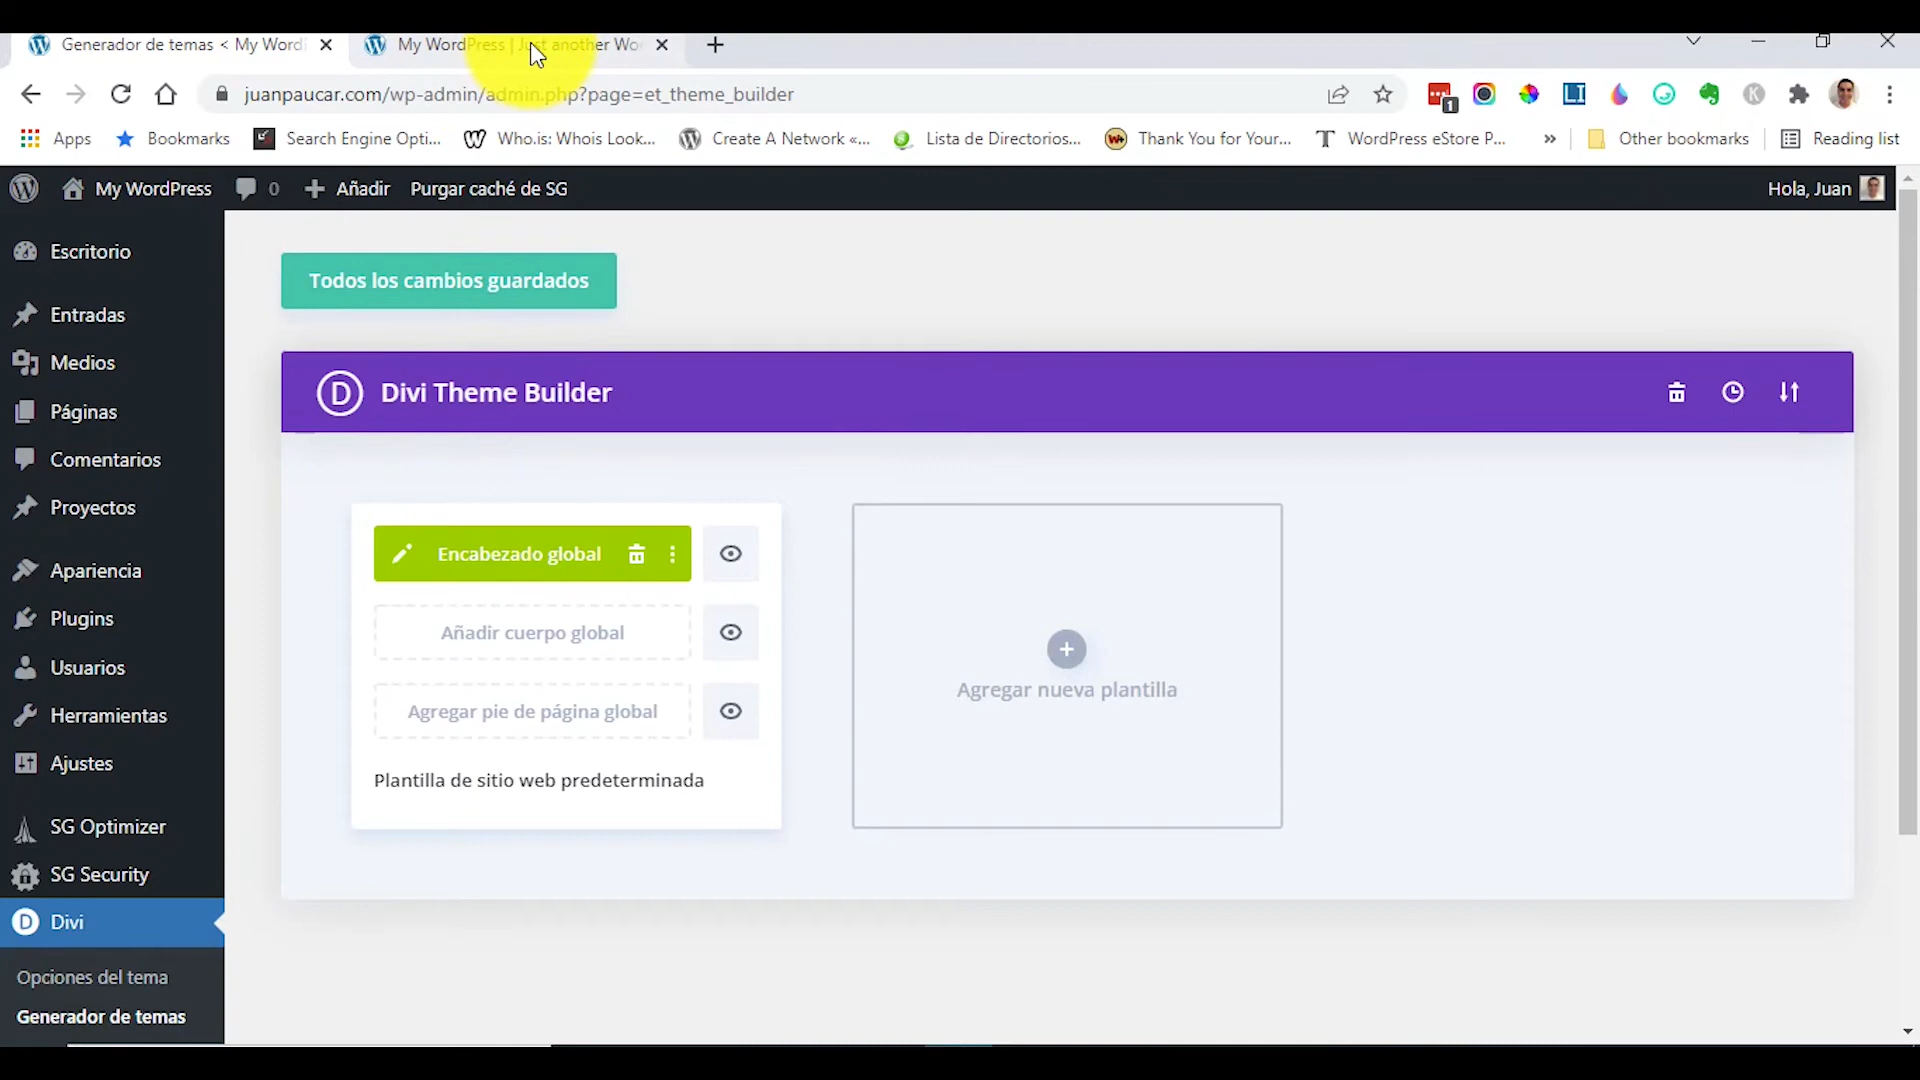 Generador de temas < My Word
My WordPress | Just another Wo
juanpaucar.com/wp-admin/admin.php?page=et_theme_builder
1
LI
K
Apps
Bookmarks
Search Engine Opti...
Who.is: Whois Look...
Create A Network «...
Lista de Directorios...
Thank You for Your...
WordPress eStore P...
»
Other bookmarks
Reading list
My WordPress
0
Añadir
Purgar caché de SG
Hola, Juan
Escritorio
Entradas
Medios
Páginas
Comentarios
Proyectos
Apariencia
Plugins
Usuarios
Herramientas
Ajustes
SG Optimizer
SG Security
Divi
Opciones del tema
Generador de temas
Todos los cambios guardados
Divi Theme Builder
Encabezado global
Añadir cuerpo global
Agregar pie de página global
Plantilla de sitio web predeterminada
Agregar nueva plantilla